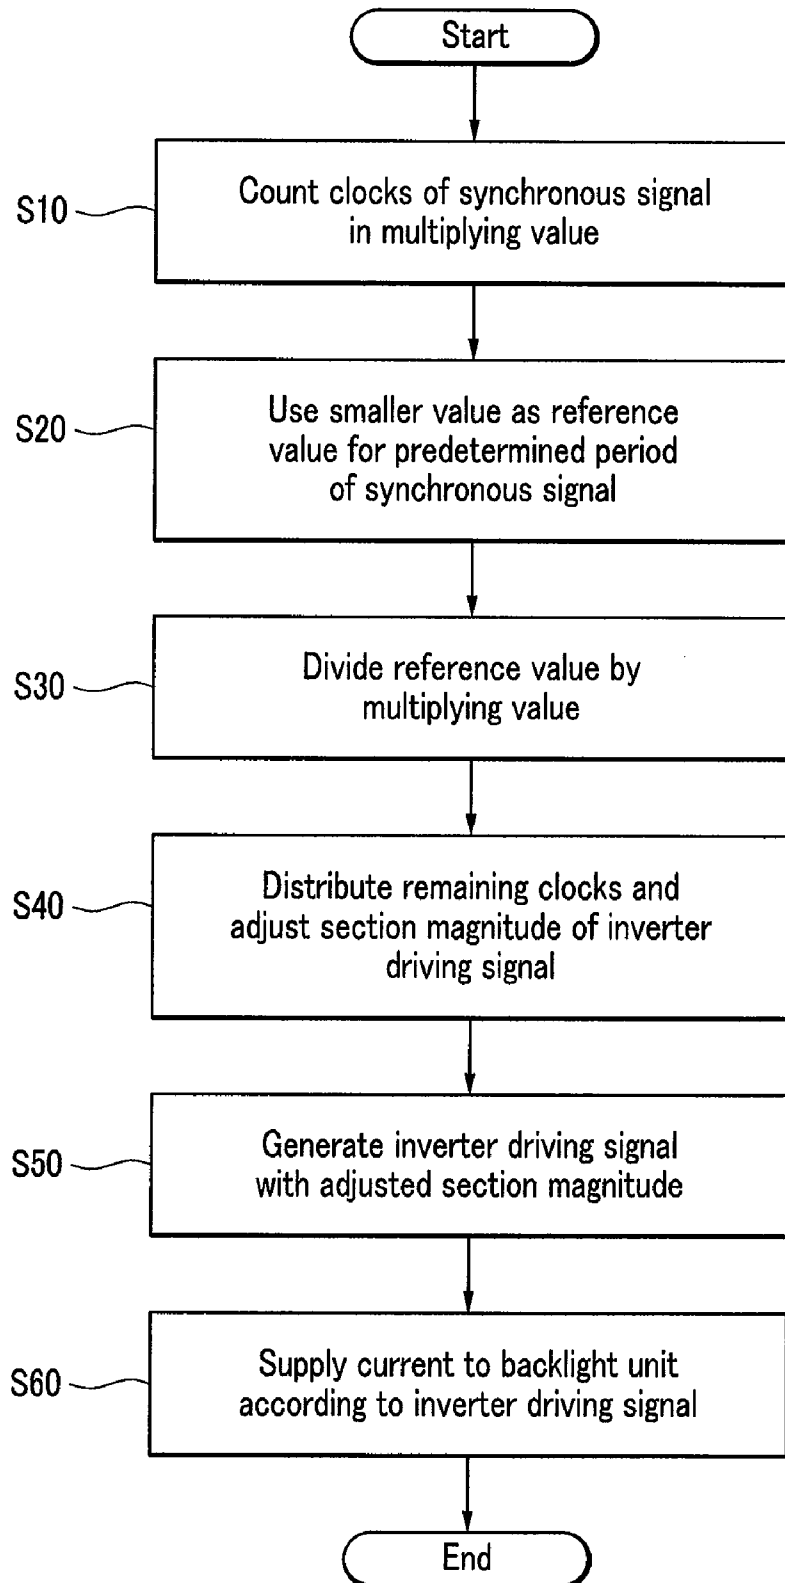 Start
S10
Count clocks of synchronous signal
in multiplying value
S20
Use smaller value as reference
value for predetermined period
of synchronous signal
S30
Divide reference value by
multiplying value
S40
Distribute remaining clocks and
adjust section magnitude of inverter
driving signal
S50
Generate inverter driving signal
with adjusted section magnitude
S60
Supply current to backlight unit
according to inverter driving signal
End